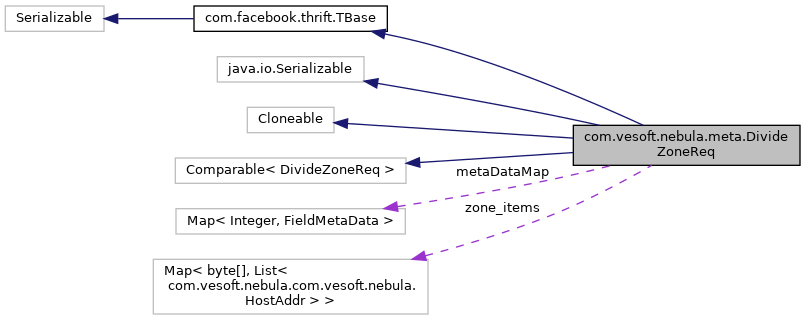 Serializable
com.facebook.thrift.TBase
java.io.Serializable
Cloneable
com.vesoft.nebula.meta.Divide
ZoneReq
Comparable< DivideZoneReq >
metaDataMap
zone_items
Map< Integer, FieldMetaData >
Map< byte[], List<
com.vesoft.nebula.com.vesoft.nebula.
HostAddr > >